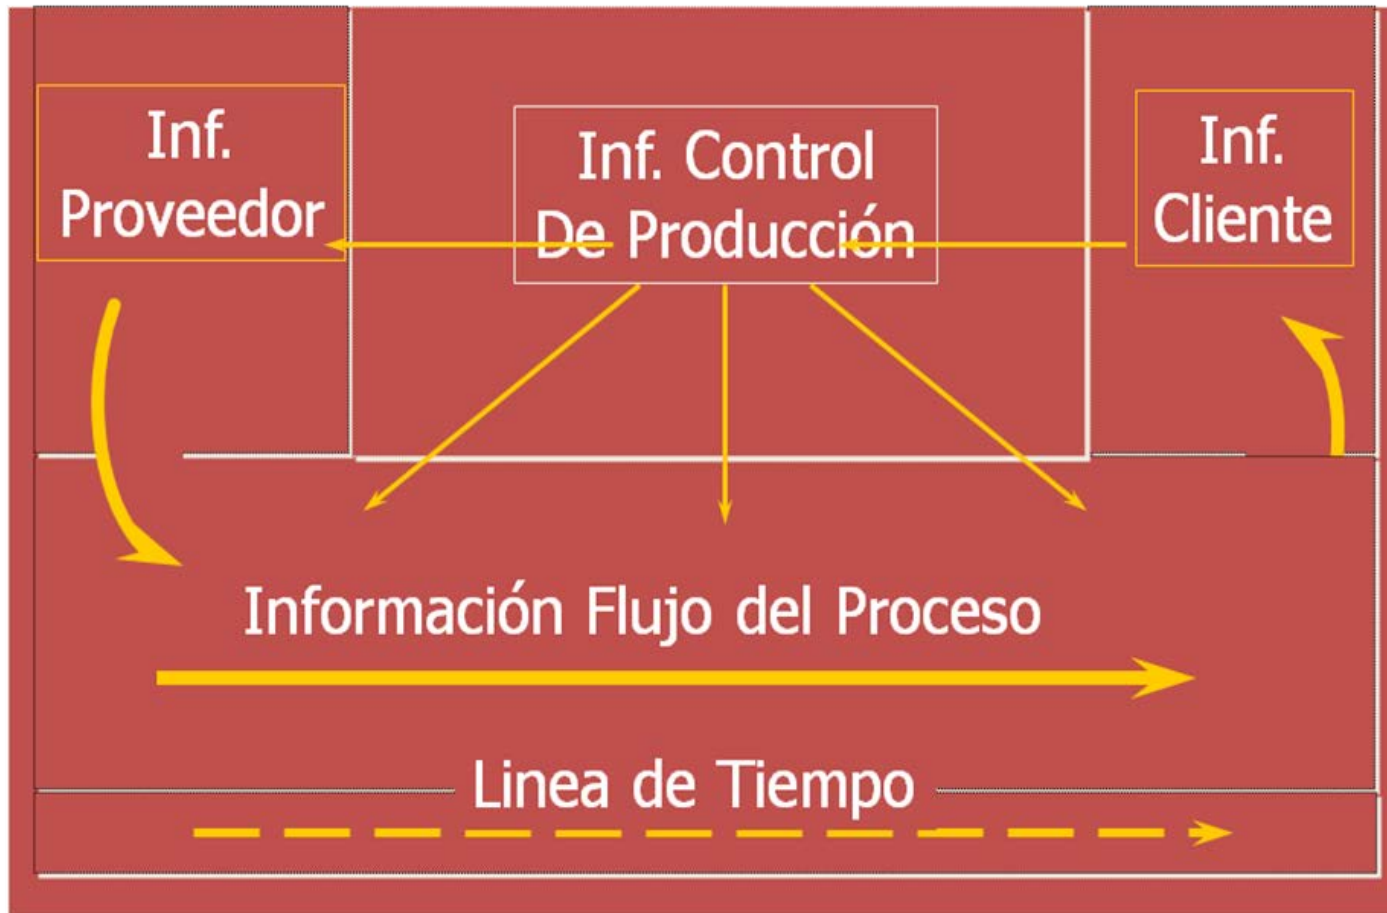 Inf.
Proveedor
Inf. Control
De Producción
Inf.
Cliente
Información Flujo del Proceso
Linea de Tiempo